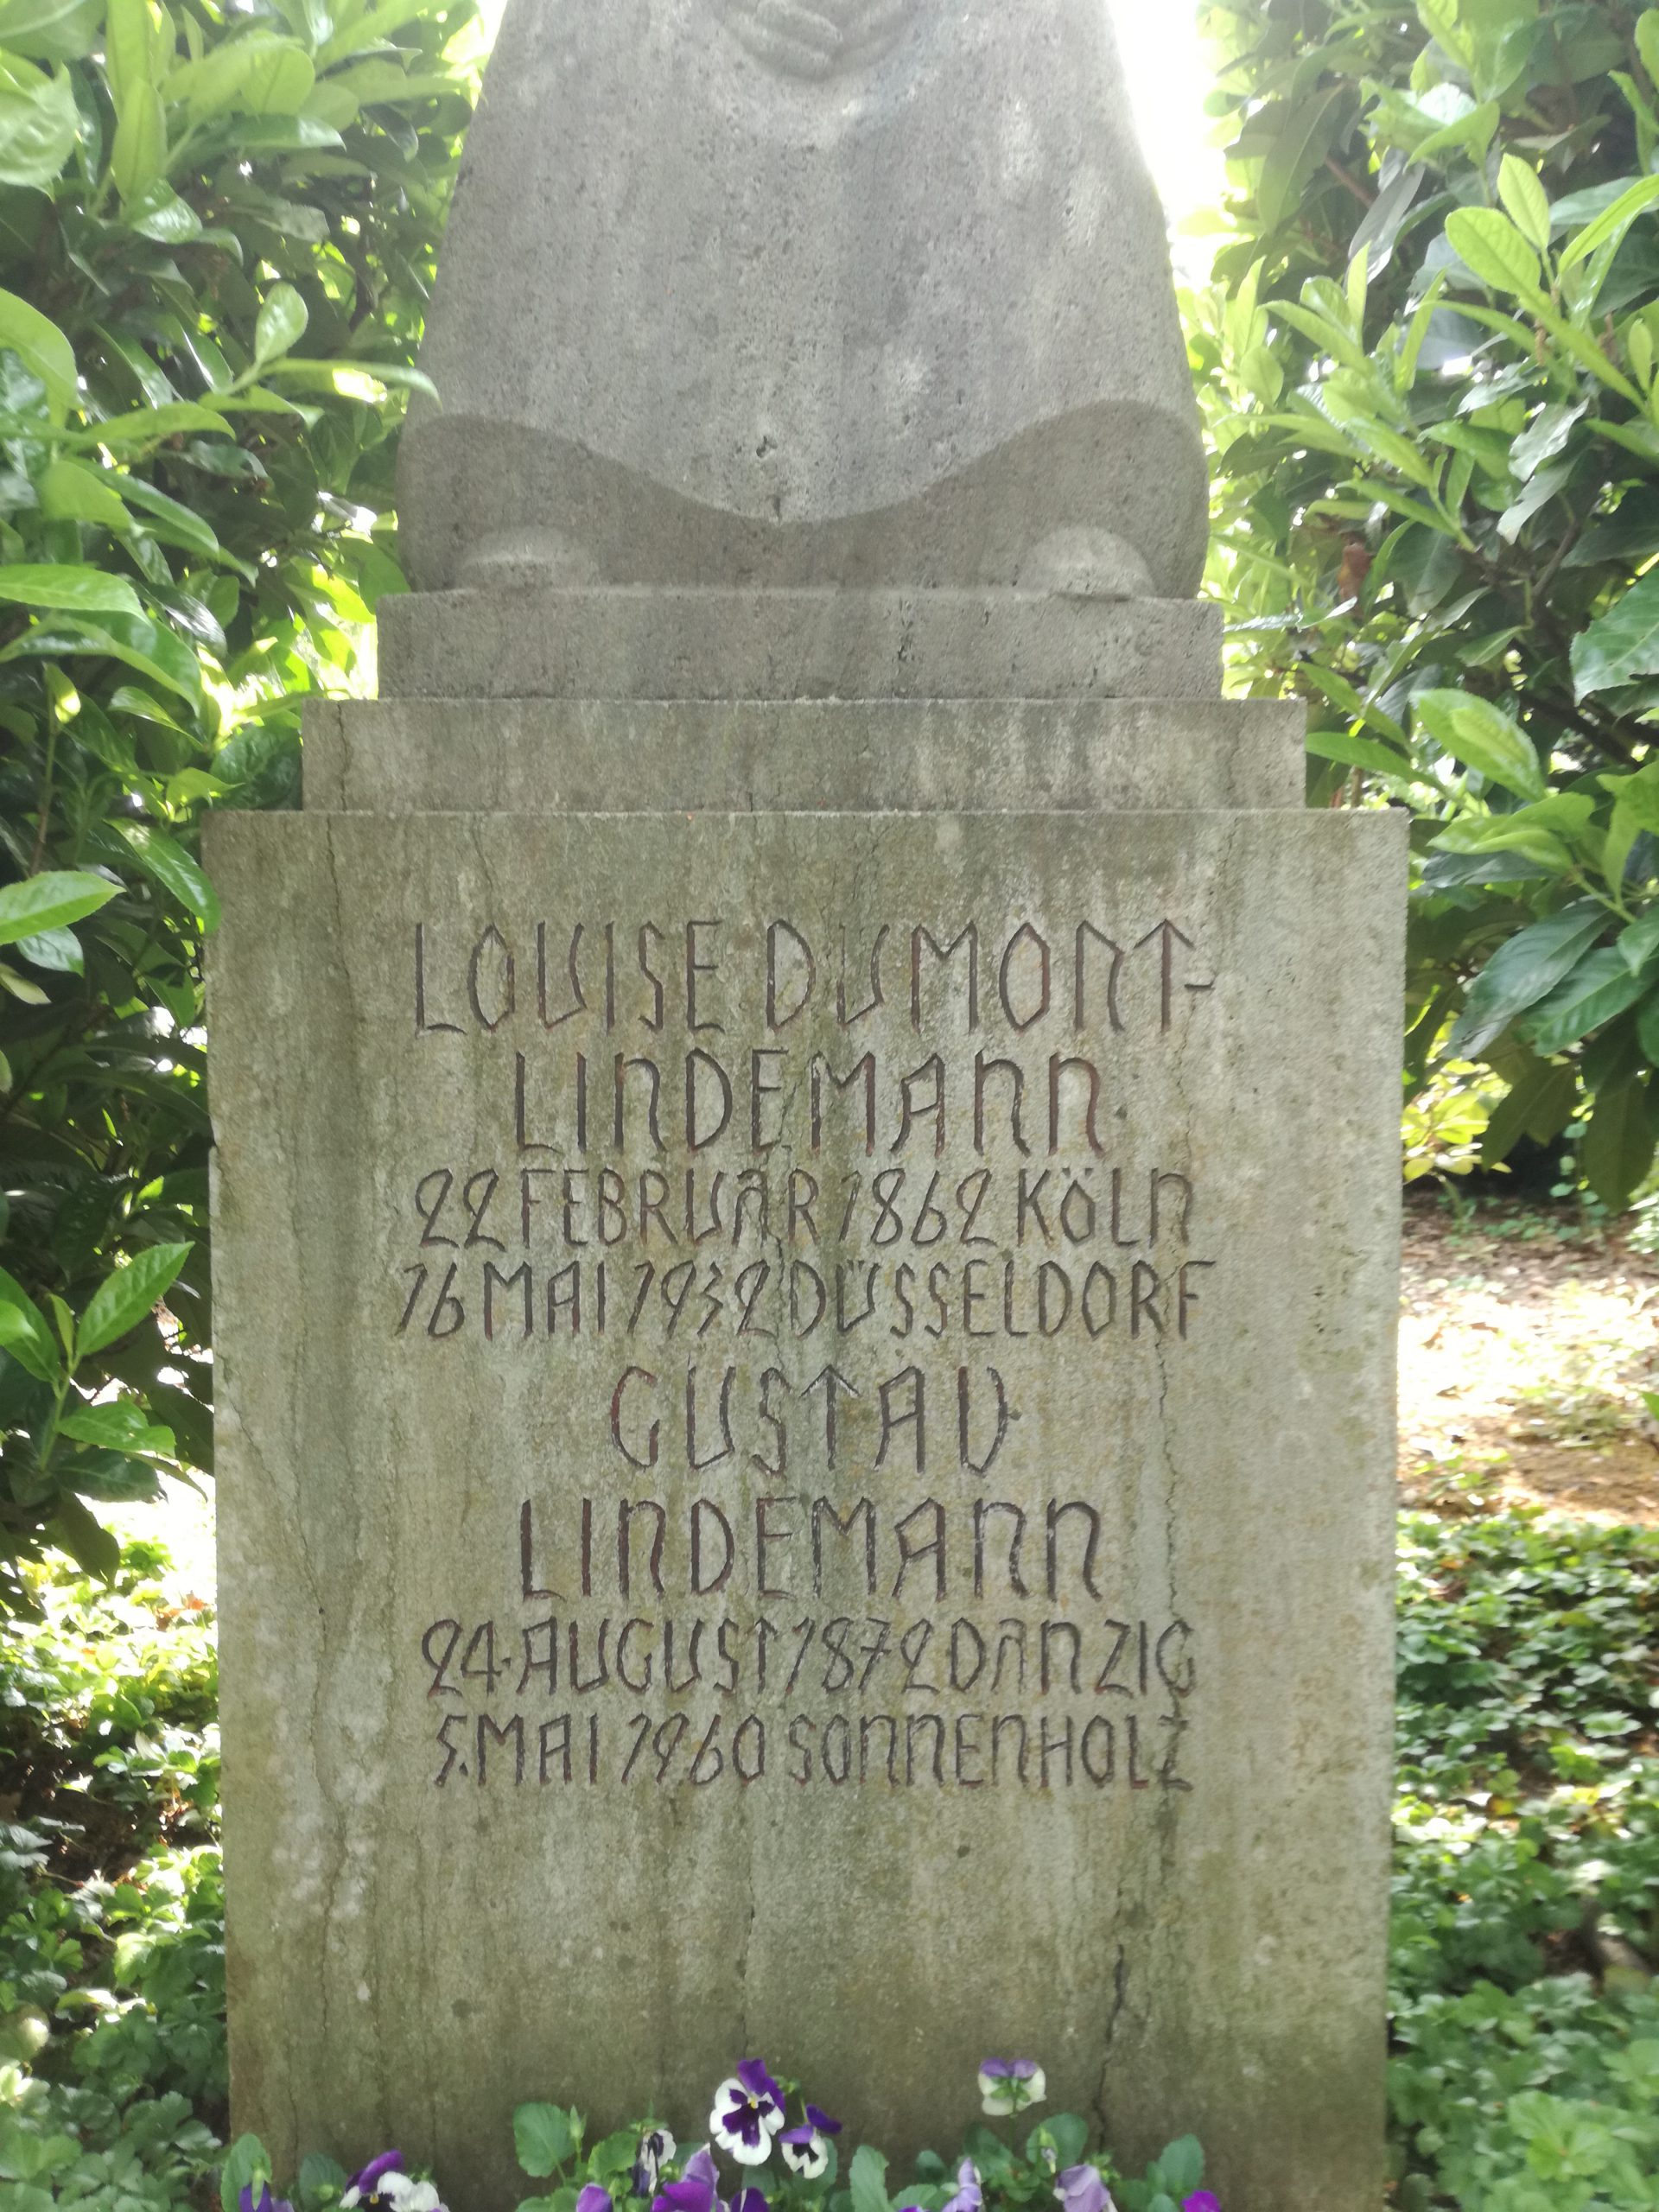 LOUISE DUMONT-
LINDEMANN
22 FEBRUAR 1862 KÖLN
16 MAI 1932 DÜSSELDORF
GUSTAV
LINDEMANN
24. AUGUST 1872 DANZIG
5. MAI 1960 SONNENHOLZ